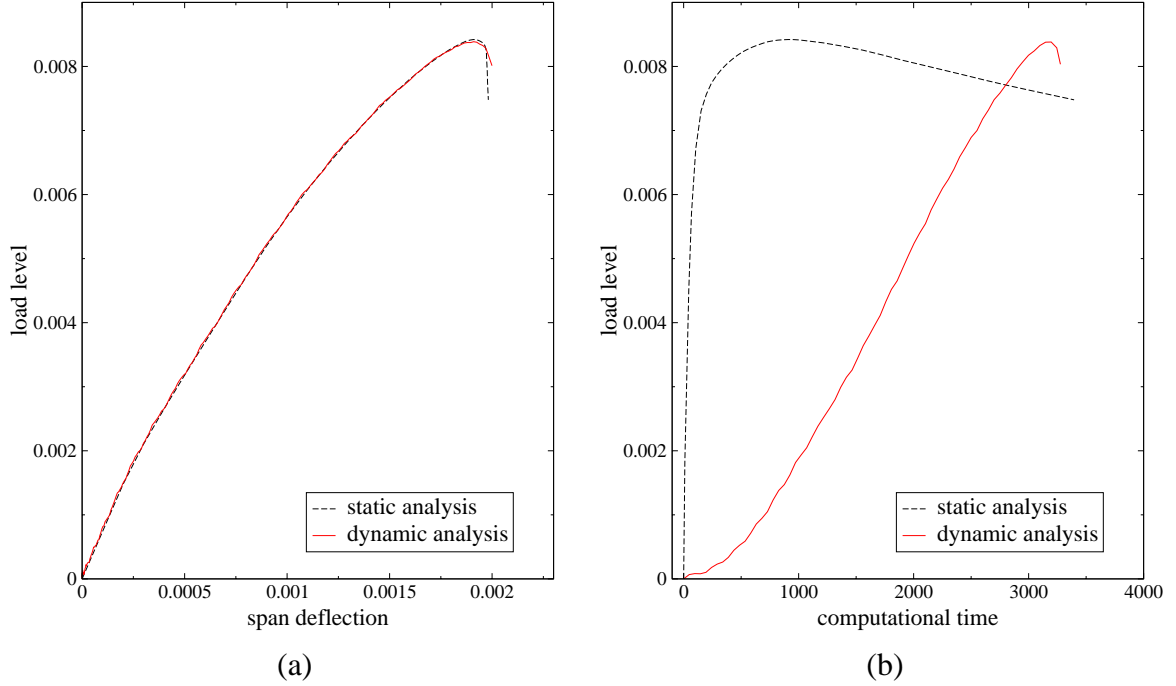 0.008
0.006
0.004
0.002
0
load level
static analysis
dynamic analysis
0
0.0005
0.001
0.0015
0.002
span deflection
(a)
0.008
0.006
0.004
0.002
0
load level
static analysis
dynamic analysis
0
1000
2000
3000
4000
computational time
(b)